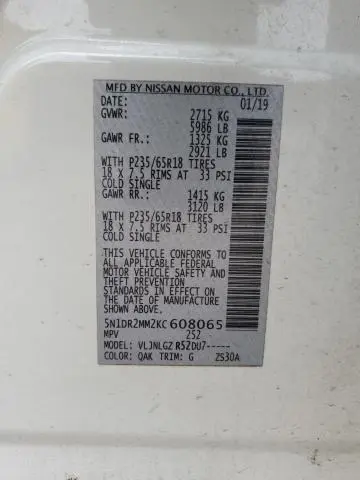 MFD BY NISSAN MOTOR CO., LTD.
DATE: 01/19
GVWR: 2715 KG
5986 LB
GAWR FR.: 1325 KG
2921 LB
WITH P235/65R18 TIRES
18 X 7.5 RIMS AT 33 PSI
COLD SINGLE
GAWR RR.: 1415 KG
3120 LB
WITH P235/65R18 TIRES
18 X 7.5 RIMS AT 33 PSI
COLD SINGLE
THIS VEHICLE CONFORMS TO
ALL APPLICABLE FEDERAL
MOTOR VEHICLE SAFETY AND
THEFT PREVENTION
STANDARDS IN EFFECT ON
THE DATE OF MANUFACTURE
SHOWN ABOVE.
5N1DR2MM2KC608065
MPV 252
MODEL: VLJNLGZ R52DU7-----
COLOR: QAK TRIM: G ZS30A